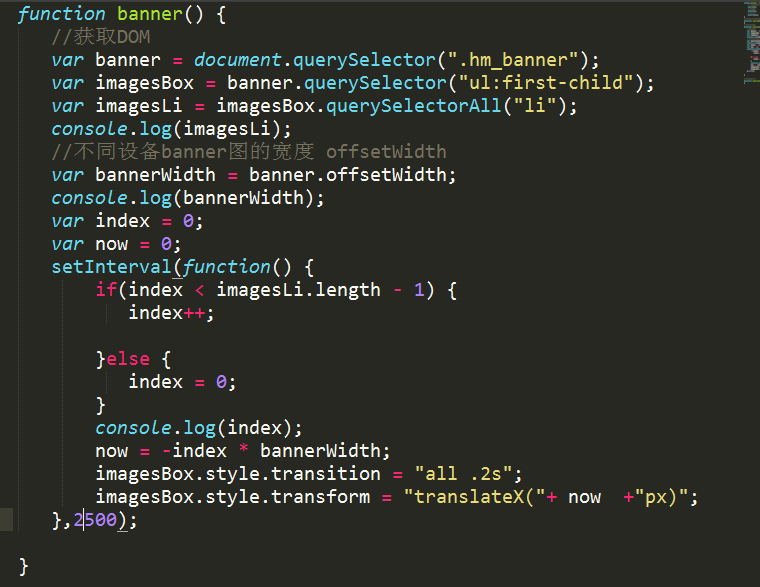 function banner() {
//获取DOM
var banner = document.querySelector(".hm_banner");
var imagesBox = banner.querySelector("ul:first-child");
var imagesLi = imagesBox.querySelectorAll("li");
console.log(imagesLi);
//不同设备banner图的宽度 offsetWidth
var bannerWidth = banner.offsetWidth;
console.log(bannerWidth);
var index = 0;
var now = 0;
setInterval(function() {
if(index < imagesLi.length - 1) {
index++;
}else {
index = 0;
}
console.log(index);
now = -index * bannerWidth;
imagesBox.style.transition = "all .2s";
imagesBox.style.transform = "translateX("+ now  +"px)";
},2500);
}